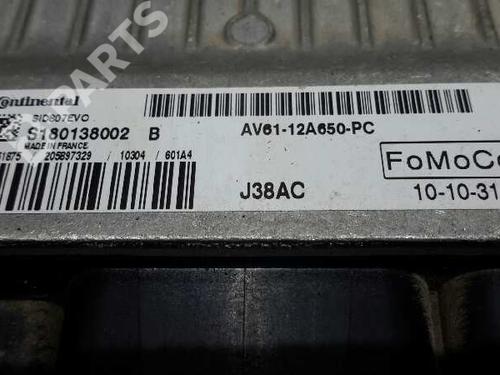 Continental
SID807EVO
S180138002 B
MADE IN FRANCE
205897329 / 10304 / 601A4
AV61-12A650-PC
J38AC
FoMoCo
10-10-31
PARTS